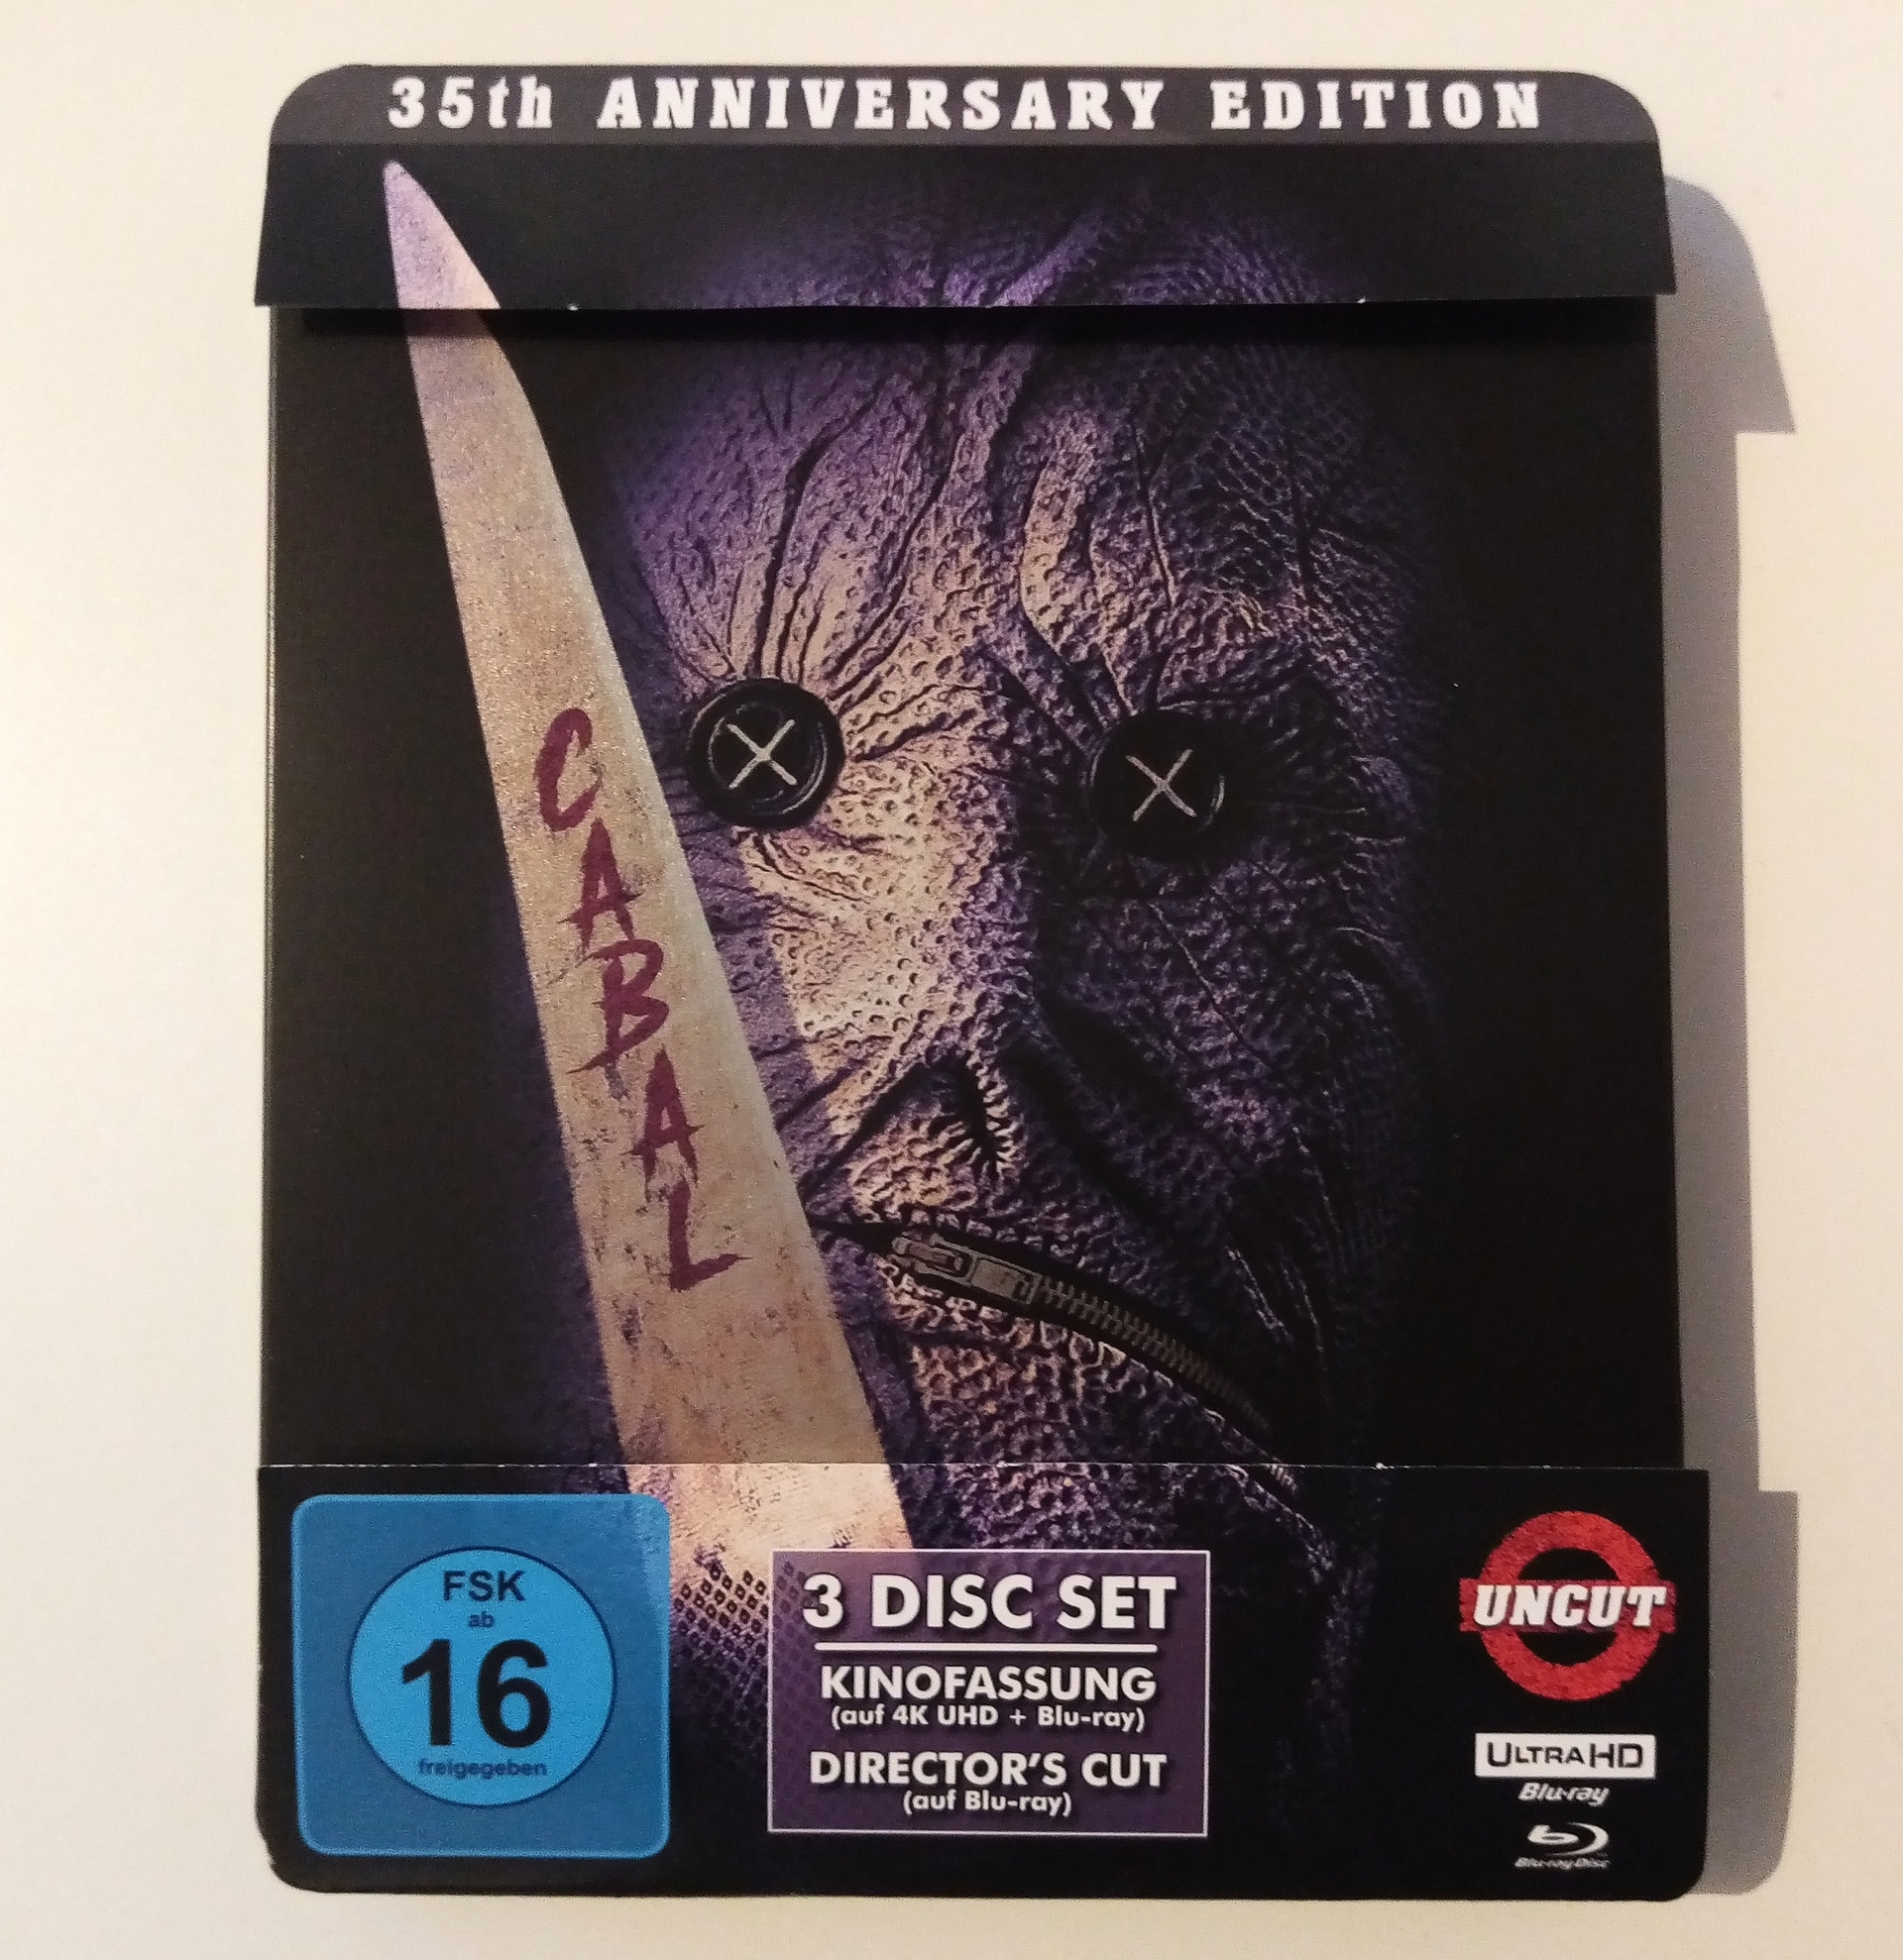 35th ANNIVERSARY EDITION
CABAL
FSK
ab
16
freigegeben
3 DISC SET
KINOFASSUNG
(auf 4K UHD + Blu-ray)
DIRECTOR'S CUT
(auf Blu-ray)
UNCUT
ULTRA HD
Blu-ray
Blu-ray Disc